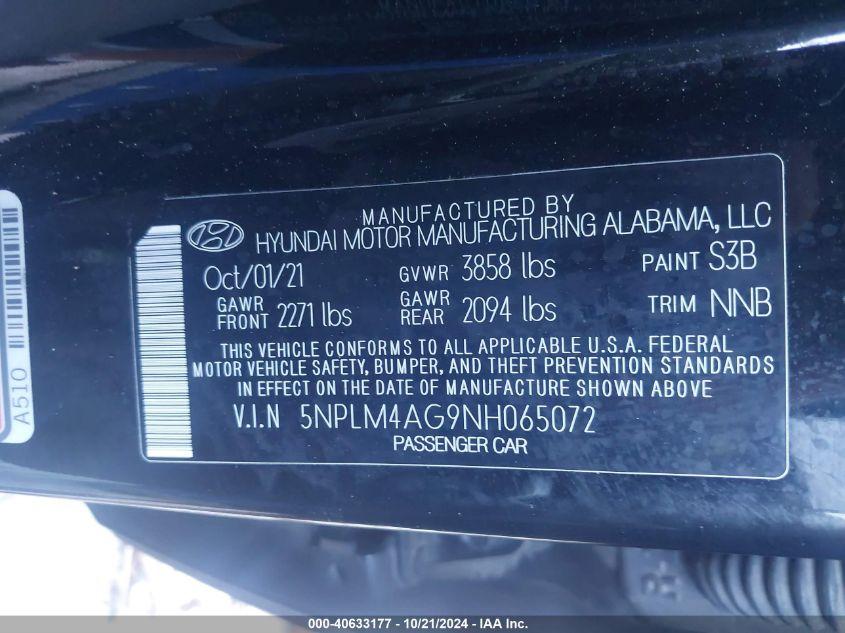 MANUFACTURED BY
HYUNDAI MOTOR MANUFACTURING ALABAMA, LLC
Oct/01/21 GVWR 3858 lbs PAINT S3B
GAWR FRONT 2271 lbs GAWR REAR 2094 lbs TRIM NNB
THIS VEHICLE CONFORMS TO ALL APPLICABLE U.S.A. FEDERAL
MOTOR VEHICLE SAFETY, BUMPER, AND THEFT PREVENTION STANDARDS
IN EFFECT ON THE DATE OF MANUFACTURE SHOWN ABOVE
V.I.N 5NPLM4AG9NH065072
PASSENGER CAR
A510
000-40633177 - 10/21/2024 - IAA Inc.